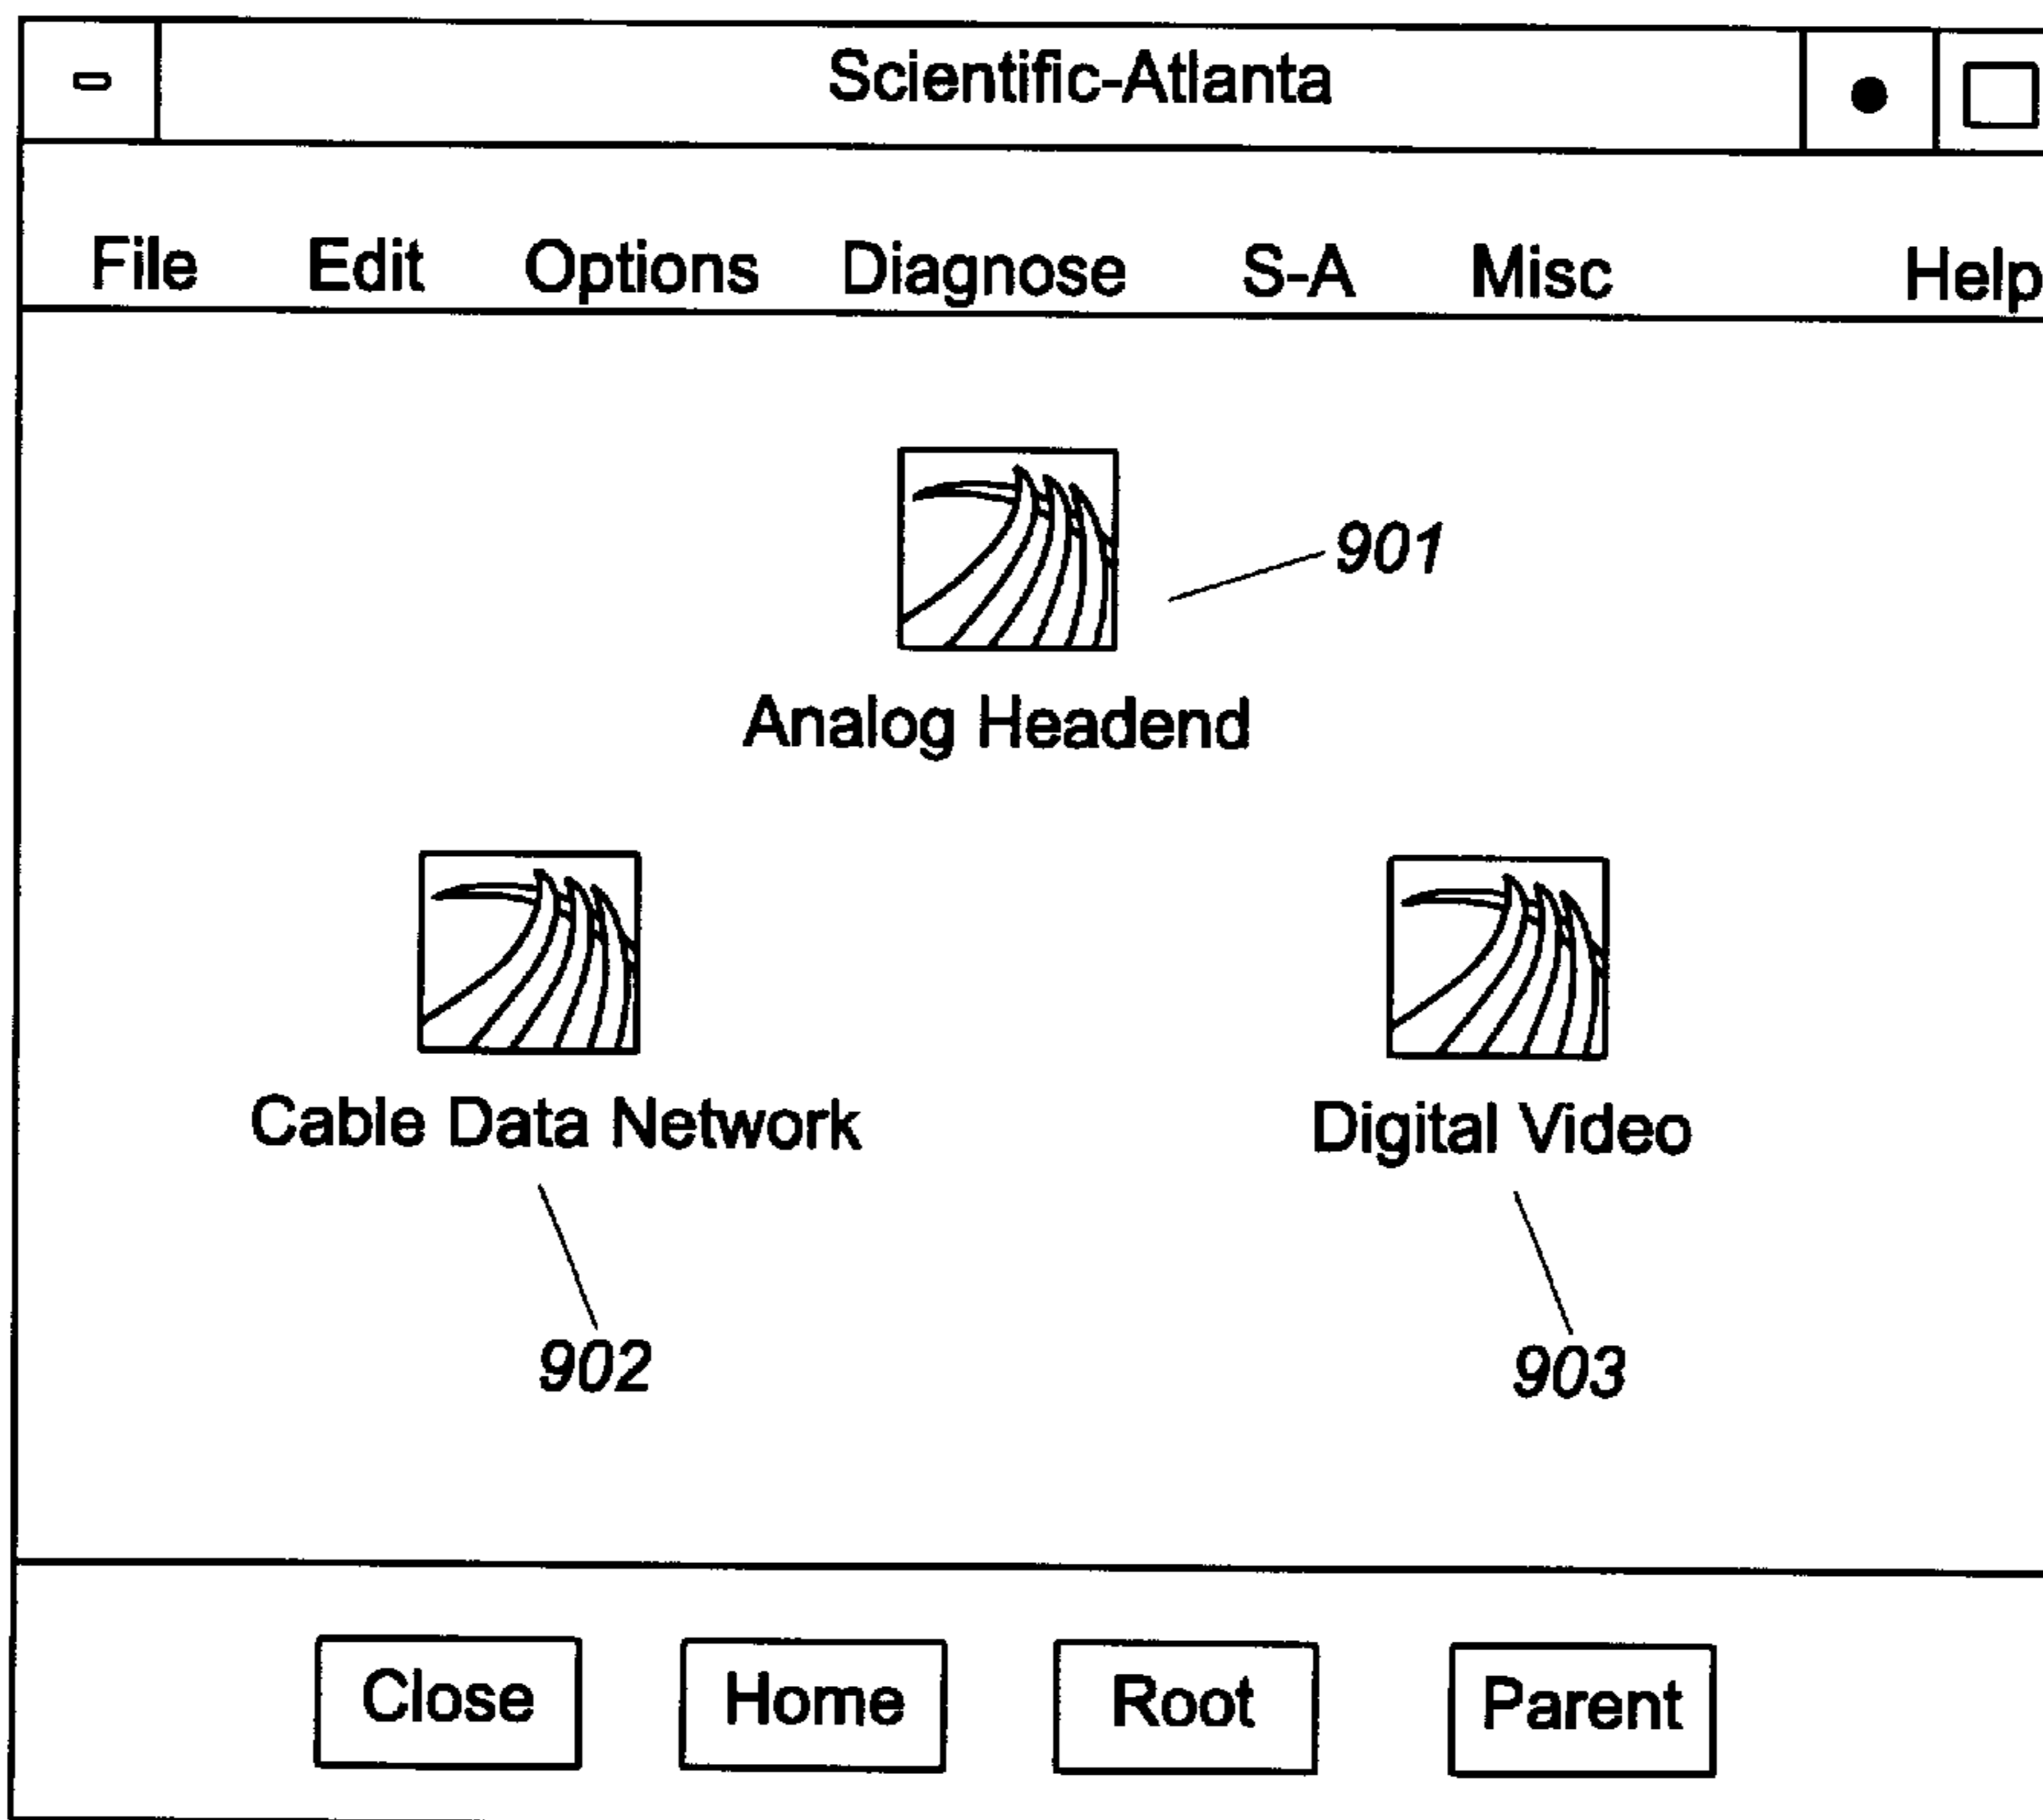 Scientific-Atlanta
File Edit Options Diagnose S-A Misc Help
901
Analog Headend
Cable Data Network Digital Video
902 903
Close Home Root Parent